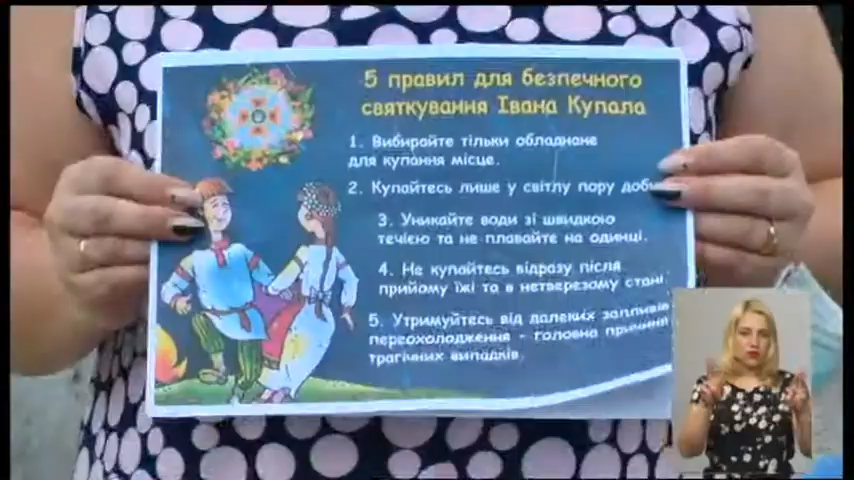 5 правил для безпечного
святкування Івана Купала
1. Вибирайте тільки обладнане
для купання місце.
2. Купайтесь лише у світлу пору доби.
3. Уникайте води зі швидкою
течією та не плавайте на одинці.
4. Не купайтесь відразу після
прийому їжі та в нетверезому стані.
5. Утримуйтесь від далеких запливів
переохолодження - головна причина
трагічних випадків.